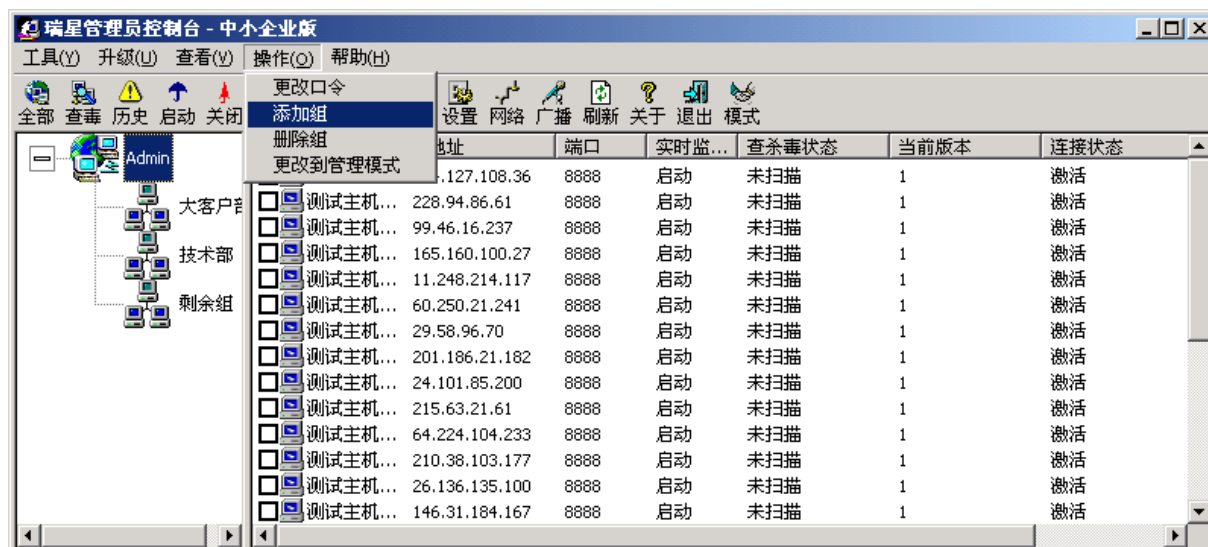 瑞星管理员控制台 - 中小企业版
工具(Y) 升级(U) 查看(V) 操作(O) 帮助(H)
更改口令
添加组
删除组
更改到管理模式
全部 查毒 历史 启动 关闭 设置 网络 广播 刷新 关于 退出 模式
Admin
大客户部
技术部
剩余组
地址 端口 实时监... 查杀毒状态 当前版本 连接状态
.127.108.36 8888 启动 未扫描 1 激活
测试主机... 228.94.86.61 8888 启动 未扫描 1 激活
测试主机... 99.46.16.237 8888 启动 未扫描 1 激活
测试主机... 165.160.100.27 8888 启动 未扫描 1 激活
测试主机... 11.248.214.117 8888 启动 未扫描 1 激活
测试主机... 60.250.21.241 8888 启动 未扫描 1 激活
测试主机... 29.58.96.70 8888 启动 未扫描 1 激活
测试主机... 201.186.21.182 8888 启动 未扫描 1 激活
测试主机... 24.101.85.200 8888 启动 未扫描 1 激活
测试主机... 215.63.21.61 8888 启动 未扫描 1 激活
测试主机... 64.224.104.233 8888 启动 未扫描 1 激活
测试主机... 210.38.103.177 8888 启动 未扫描 1 激活
测试主机... 26.136.135.100 8888 启动 未扫描 1 激活
测试主机... 146.31.184.167 8888 启动 未扫描 1 激活